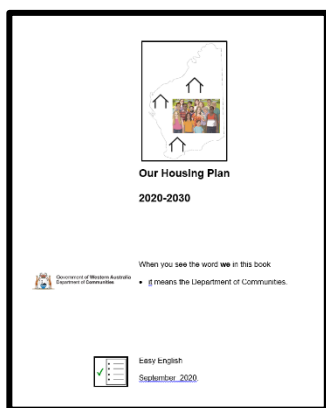 Our Housing Plan
2020-2030
When you see the word we in this book
Government of Western Australia
Department of Communities
• it means the Department of Communities.
Easy English
September 2020